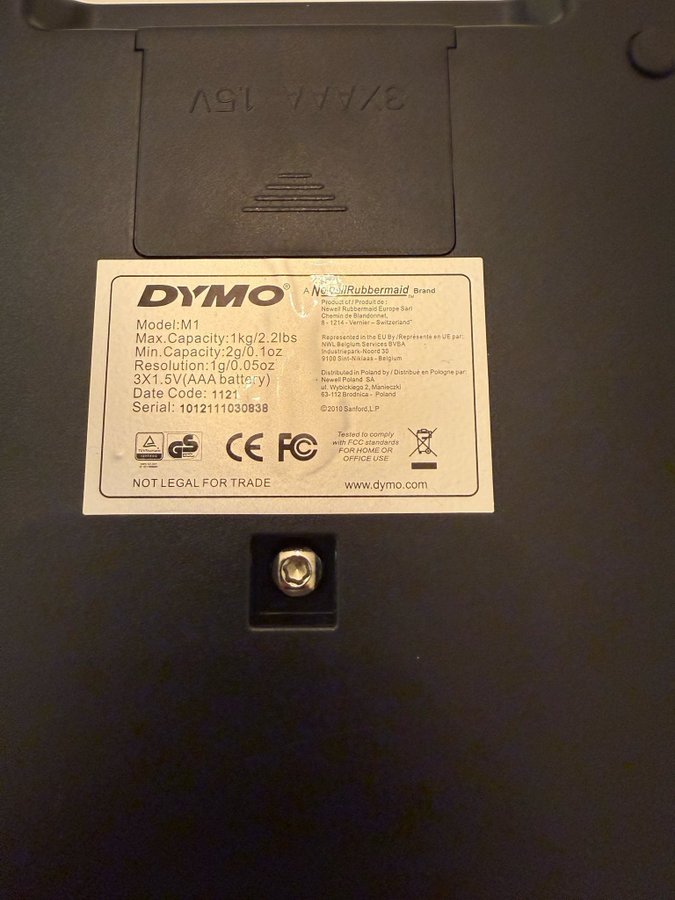 3XAAA 1.5V
DYMO®
A Newell Rubbermaid™ Brand
Model:M1
Max.Capacity:1kg/2.2lbs
Min.Capacity:2g/0.1oz
Resolution:1g/0.05oz
3X1.5V(AAA battery)
Date Code: 1121
Serial: 1012111030838
Product of / Produit de :
Newell Rubbermaid Europe Sarl
Chemin de Blandonnet,
8 - 1214 - Vernier – Switzerland"
Represented in the EU By / Représente en UE par:
NWL Belgium Services BVBA
Industriepark-Noord 30
9100 Sint-Niklaas - Belgium
Distributed in Poland by / Distribue en Pologne par:
Newell Poland SA
ul. Wybickiego 2, Manieczki
63-112 Brodnica - Poland
©2010 Sanford,L.P
GS
CE FC
Tested to comply
with FCC standards
FOR HOME OR
OFFICE USE
NOT LEGAL FOR TRADE
www.dymo.com